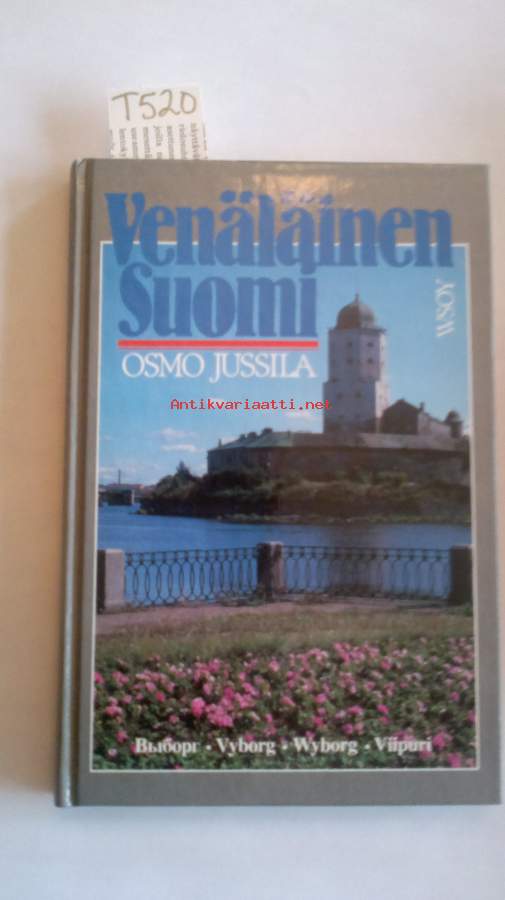 T520
Venäläinen
Suomi
WSOY
OSMO JUSSILA
Antikvariaatti.net
Выборг • Vyborg • Wyborg • Viipuri